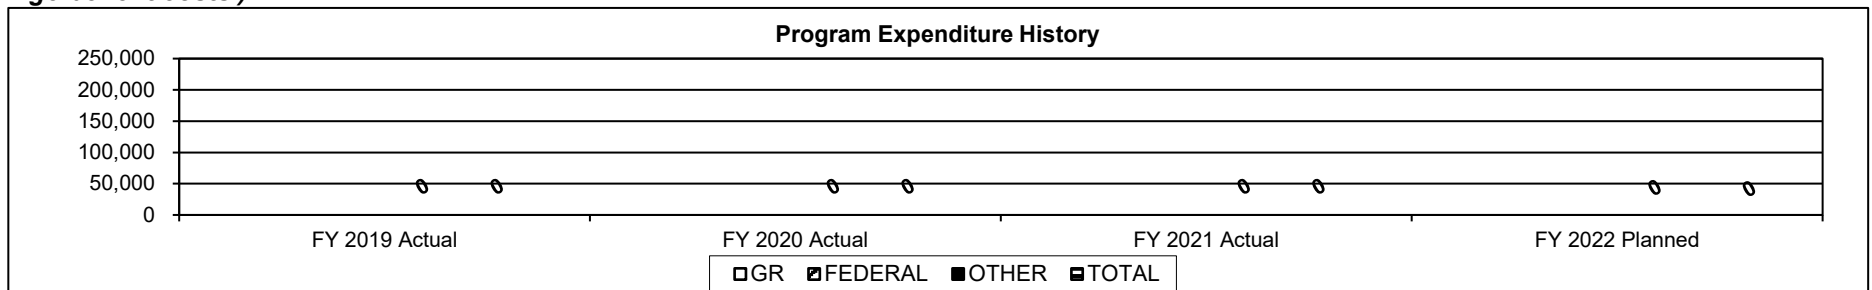 Program Expenditure History
250,000
200,000
150,000
100,000
50,000
0
0 0 0 0 0 0 0 0
FY 2019 Actual FY 2020 Actual FY 2021 Actual FY 2022 Planned
GR FEDERAL OTHER TOTAL